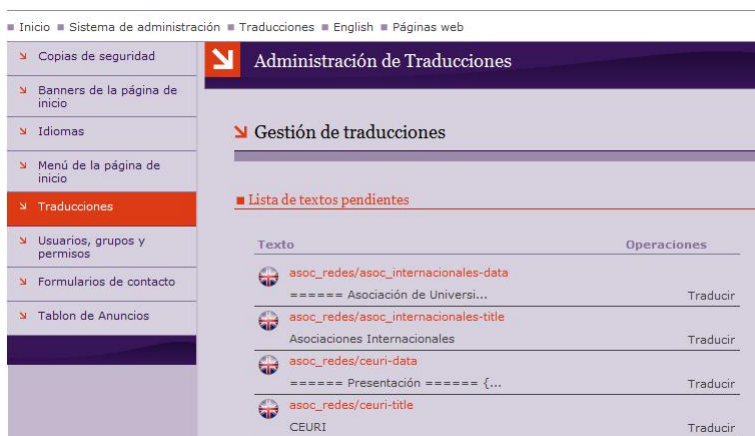 Inicio Sistema de administración Traducciones English Páginas web
Copias de seguridad
Banners de la página de
inicio
Idiomas
Menú de la página de
inicio
Traducciones
Usuarios, grupos y
permisos
Formularios de contacto
Tablon de Anuncios
Administración de Traducciones
Gestión de traducciones
Lista de textos pendientes
Texto Operaciones
asoc_redes/asoc_internacionales-data
====== Asociación de Universi... Traducir
asoc_redes/asoc_internacionales-title
Asociaciones Internacionales Traducir
asoc_redes/ceuri-data
====== Presentación ====== {... Traducir
asoc_redes/ceuri-title
CEURI Traducir